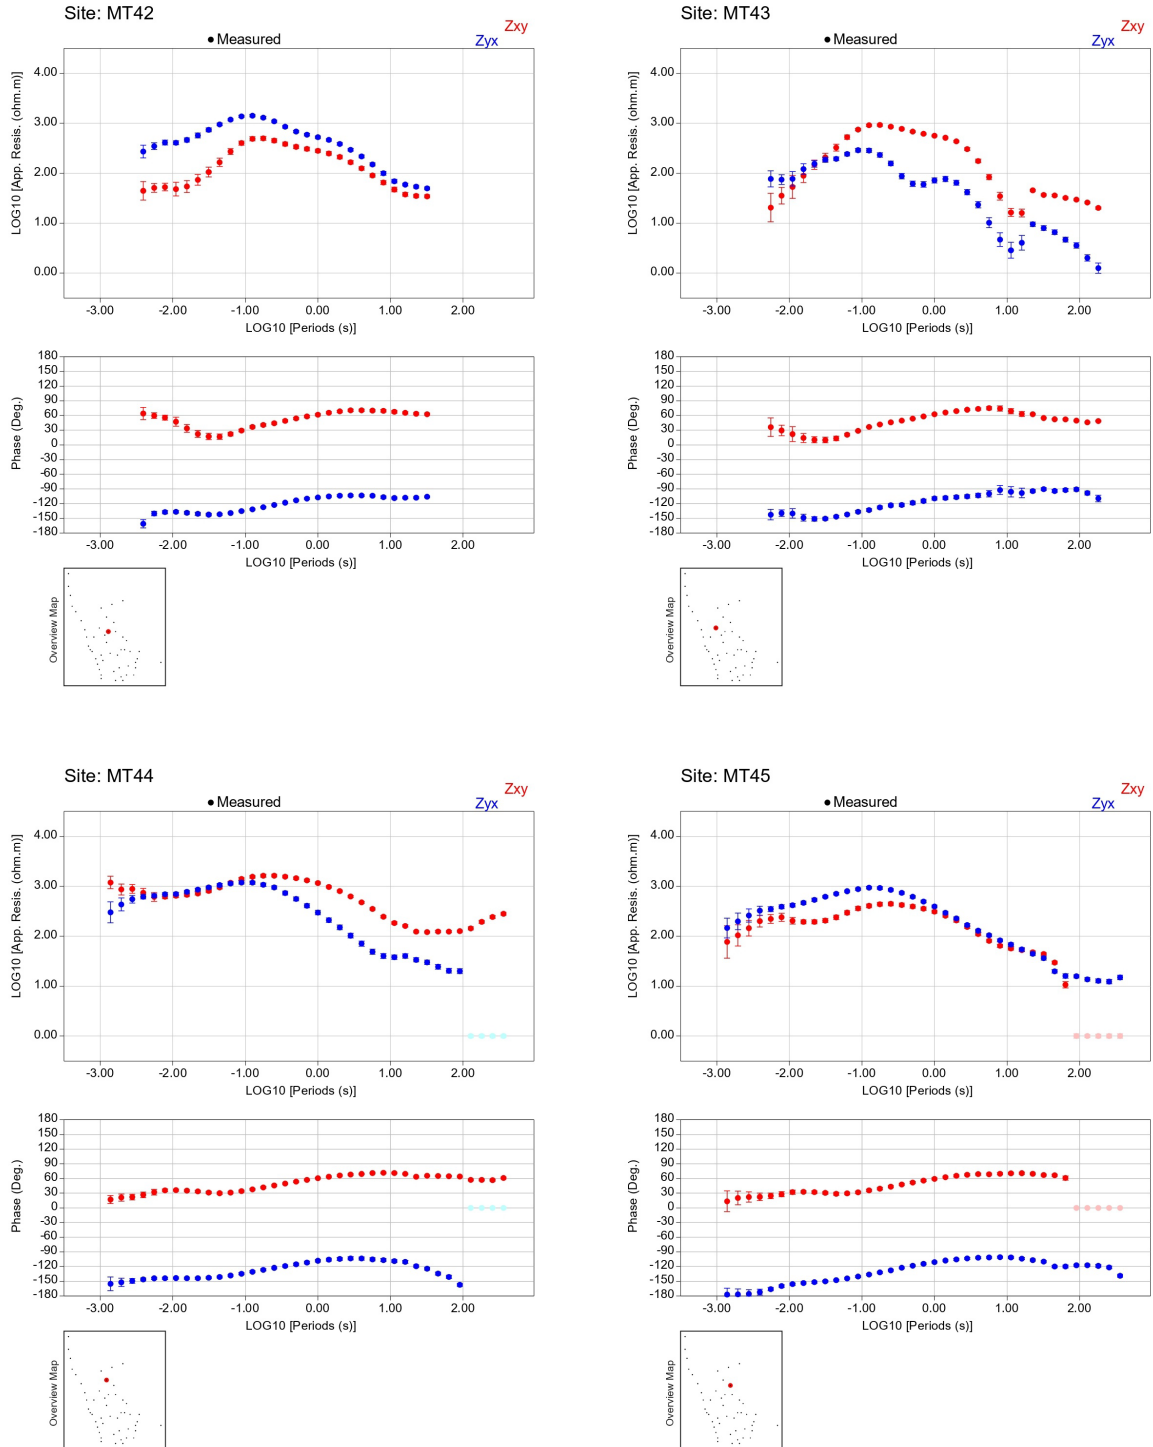 Site: MT42
Zxy
Measured
Zyx
LOG10 [App. Resis. (ohm.m)]
4.00
3.00
2.00
1.00
0.00
-3.00 -2.00 -1.00 0.00 1.00 2.00
LOG10 [Periods (s)]
Phase (Deg.)
180
150
120
90
60
30
0
-30
-60
-90
-120
-150
-180
-3.00 -2.00 -1.00 0.00 1.00 2.00
LOG10 [Periods (s)]
Overview Map
Site: MT43
Zxy
Measured
Zyx
LOG10 [App. Resis. (ohm.m)]
4.00
3.00
2.00
1.00
0.00
-3.00 -2.00 -1.00 0.00 1.00 2.00
LOG10 [Periods (s)]
Phase (Deg.)
180
150
120
90
60
30
0
-30
-60
-90
-120
-150
-180
-3.00 -2.00 -1.00 0.00 1.00 2.00
LOG10 [Periods (s)]
Overview Map
Site: MT44
Zxy
Measured
Zyx
LOG10 [App. Resis. (ohm.m)]
4.00
3.00
2.00
1.00
0.00
-3.00 -2.00 -1.00 0.00 1.00 2.00
LOG10 [Periods (s)]
Phase (Deg.)
180
150
120
90
60
30
0
-30
-60
-90
-120
-150
-180
-3.00 -2.00 -1.00 0.00 1.00 2.00
LOG10 [Periods (s)]
Overview Map
Site: MT45
Zxy
Measured
Zyx
LOG10 [App. Resis. (ohm.m)]
4.00
3.00
2.00
1.00
0.00
-3.00 -2.00 -1.00 0.00 1.00 2.00
LOG10 [Periods (s)]
Phase (Deg.)
180
150
120
90
60
30
0
-30
-60
-90
-120
-150
-180
-3.00 -2.00 -1.00 0.00 1.00 2.00
LOG10 [Periods (s)]
Overview Map